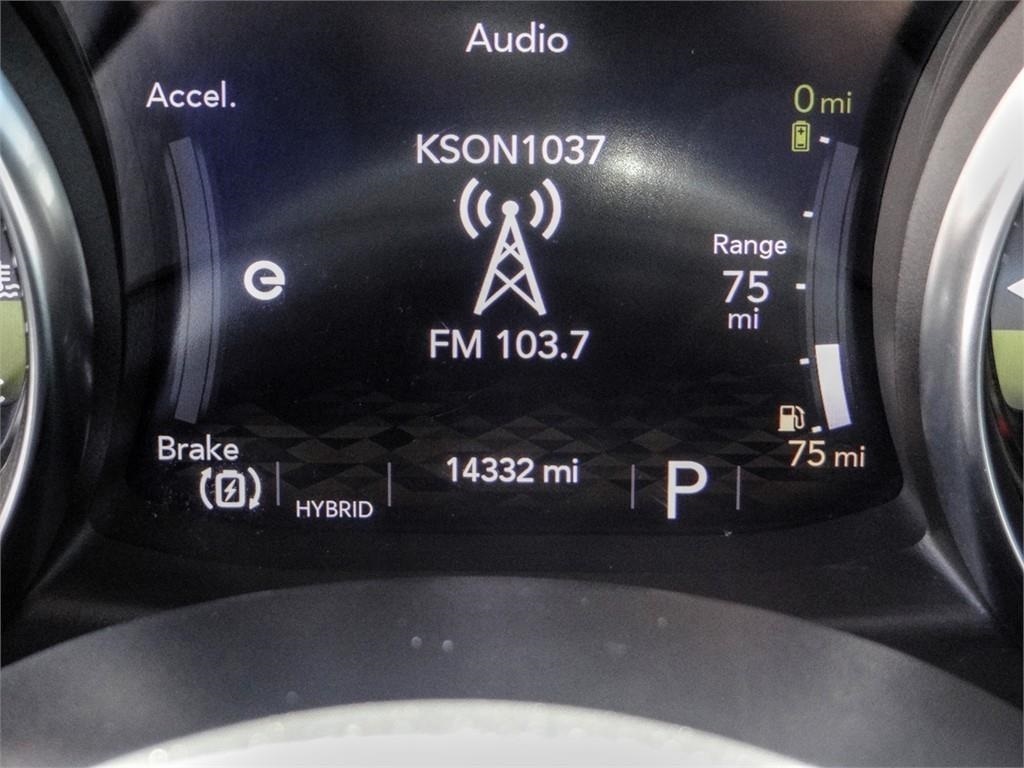 Audio
Accel.
0 mi
KSON1037
e
Range
75
mi
FM 103.7
Brake
75 mi
HYBRID
14332 mi
P